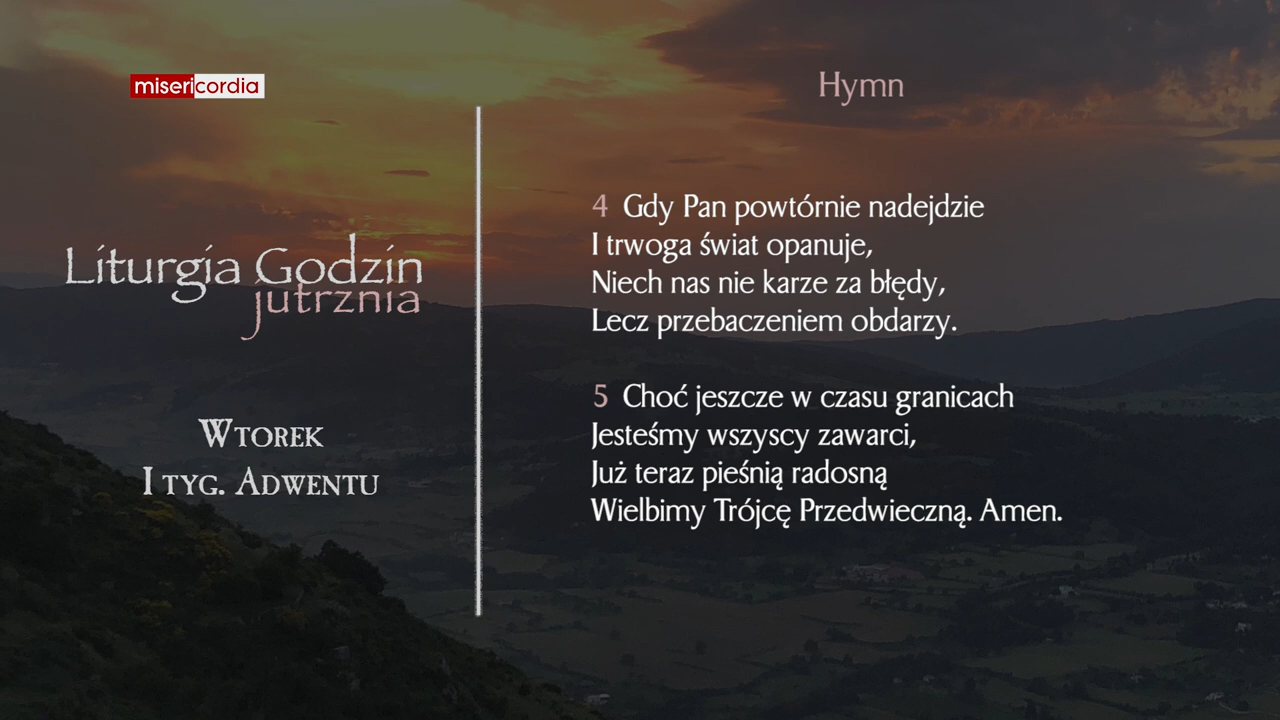 misericordia
Liturgia Godzin
jutrznia
Wtorek
I tyg. Adwentu
Hymn
4 Gdy Pan powtórnie nadejdzie
I trwoga świat opanuje,
Niech nas nie karze za błędy,
Lecz przebaczeniem obdarzy.
5 Choć jeszcze w czasu granicach
Jesteśmy wszyscy zawarci,
Już teraz pieśnią radosną
Wielbimy Trójcę Przedwieczną. Amen.